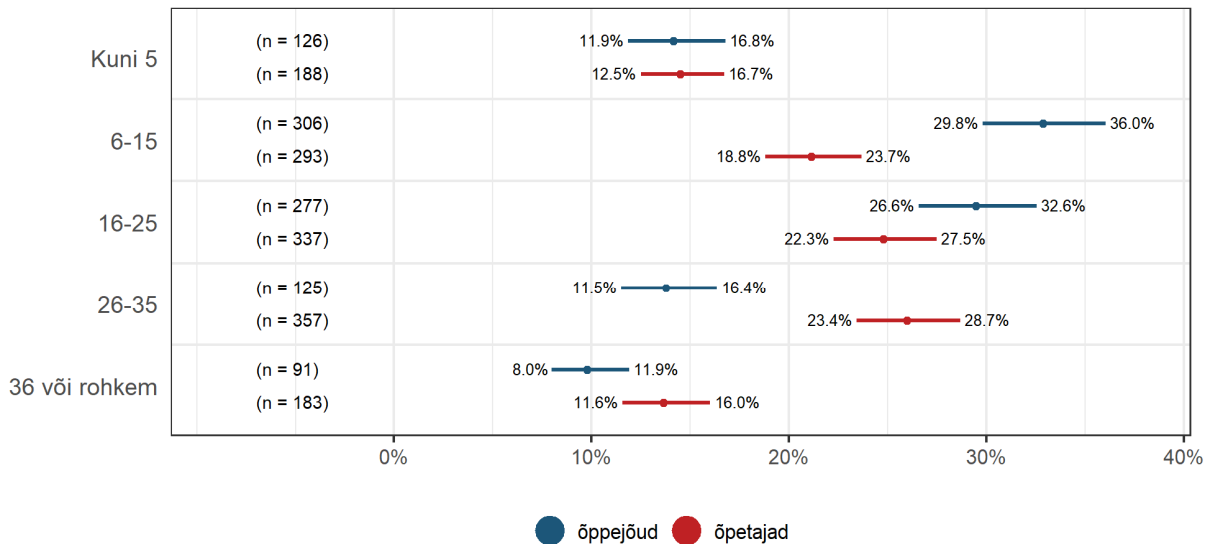 (n = 126) 11.9% 16.8%
Kuni 5
(n = 188) 12.5% 16.7%
(n = 306) 29.8% 36.0%
6-15
(n = 293) 18.8% 23.7%
(n = 277) 26.6% 32.6%
16-25
(n = 337) 22.3% 27.5%
(n = 125) 11.5% 16.4%
26-35
(n = 357) 23.4% 28.7%
(n = 91) 8.0% 11.9%
36 või rohkem
(n = 183) 11.6% 16.0%
0% 10% 20% 30% 40%
õppejõud õpetajad